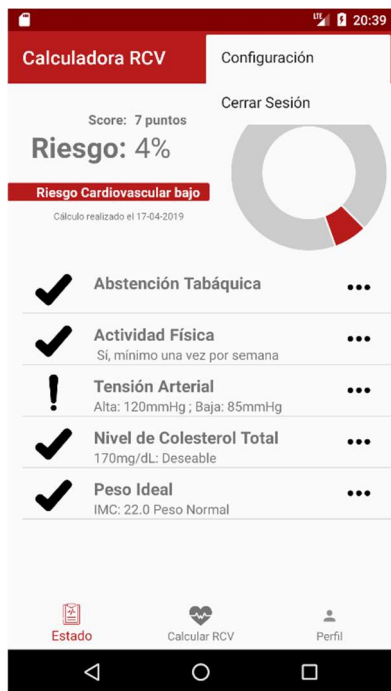 LTE 20:39
Calculadora RCV
Configuración
Cerrar Sesión
Score: 7 puntos
Riesgo: 4%
Riesgo Cardiovascular bajo
Cálculo realizado el 17-04-2019
Abstención Tabáquica
Actividad Física
Sí, mínimo una vez por semana
Tensión Arterial
Alta: 120mmHg ; Baja: 85mmHg
Nivel de Colesterol Total
170mg/dL: Deseable
Peso Ideal
IMC: 22.0 Peso Normal
Estado
Calcular RCV
Perfil